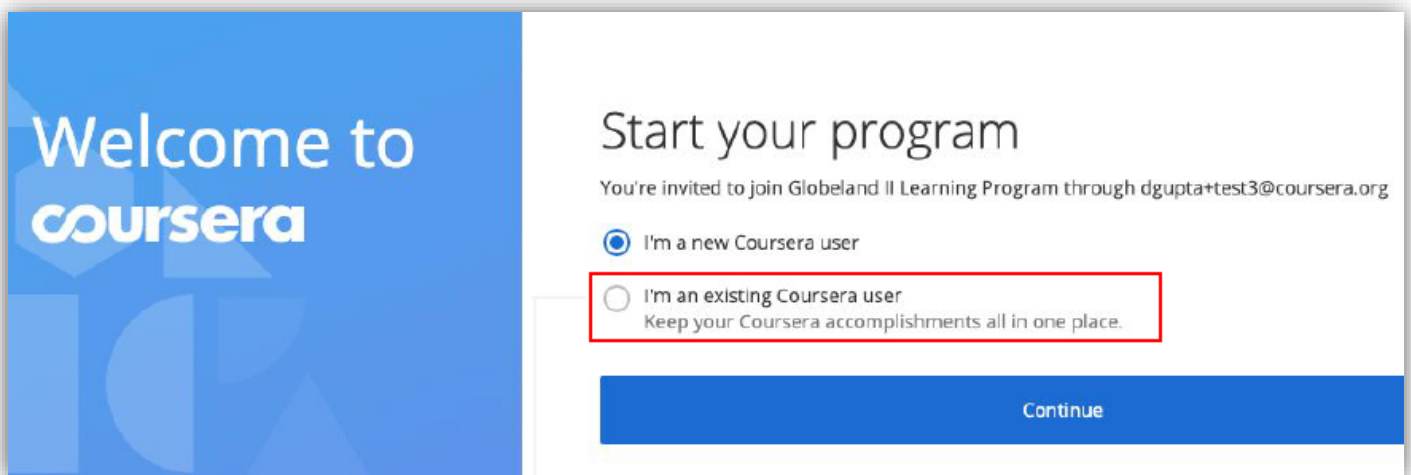 Welcome to
coursera
Start your program
You're invited to join Globeland II Learning Program through dgupta+test3@coursera.org
I'm a new Coursera user
I'm an existing Coursera user
Keep your Coursera accomplishments all in one place.
Continue